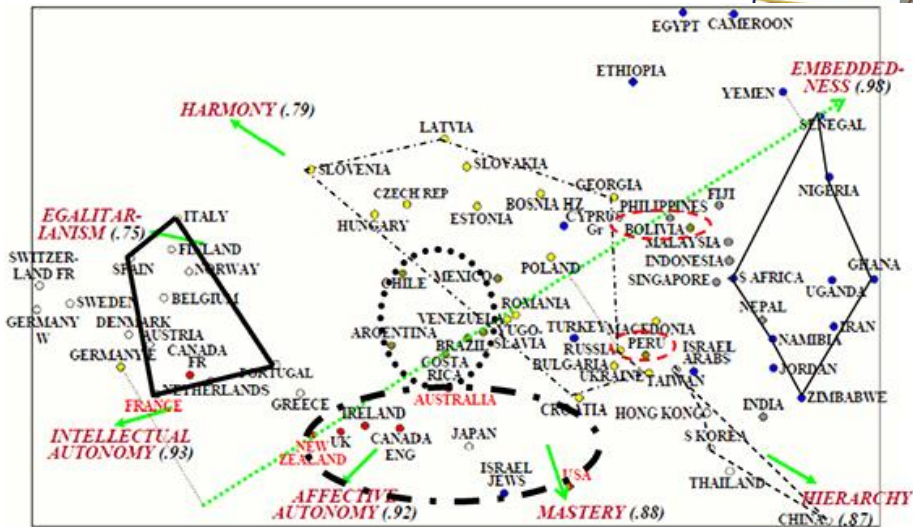 EGYPT
CAMEROON
ETHIOPIA
EMBEDDED-
NESS (.98)
YEMEN
SENEGAL
HARMONY (.79)
LATVIA
SLOVENIA
SLOVAKIA
GEORGIA
NIGERIA
CZECH REP
BOSNIA HZ
PHILIPPINES
FIJI
HUNGARY
ESTONIA
CYPRUS
Gr
BOLIVIA
EGALITAR-
IANISM (.75)
ITALY
MALAYSIA
FINLAND
SWITZER-
LAND FR
SPAIN
NORWAY
CHILE
MEXICO
POLAND
INDONESIA
SINGAPORE
S AFRICA
GHANA
UGANDA
SWEDEN
BELGIUM
ROMANIA
GERMANY
W
DENMARK
VENEZUELA
YUGO-
SLAVIA
TURKEY
MACEDONIA
NEPAL
IRAN
AUSTRIA
ARGENTINA
BRAZIL
RUSSIA
PERU
ISRAEL
ARABS
NAMIBIA
GERMANY E
CANADA
FR
PORTUGAL
COSTA
RICA
BULGARIA
UKRAINE
TAIWAN
JORDAN
NETHERLANDS
GREECE
AUSTRALIA
CROATIA
ZIMBABWE
FRANCE
IRELAND
HONG KONG
INDIA
INTELLECTUAL
AUTONOMY (.93)
NEW
ZEALAND
UK
CANADA
ENG
JAPAN
S KOREA
ISRAEL
JEWS
USA
THAILAND
AFFECTIVE
AUTONOMY (.92)
MASTERY (.88)
HIERARCHY
(.87)
CHINA